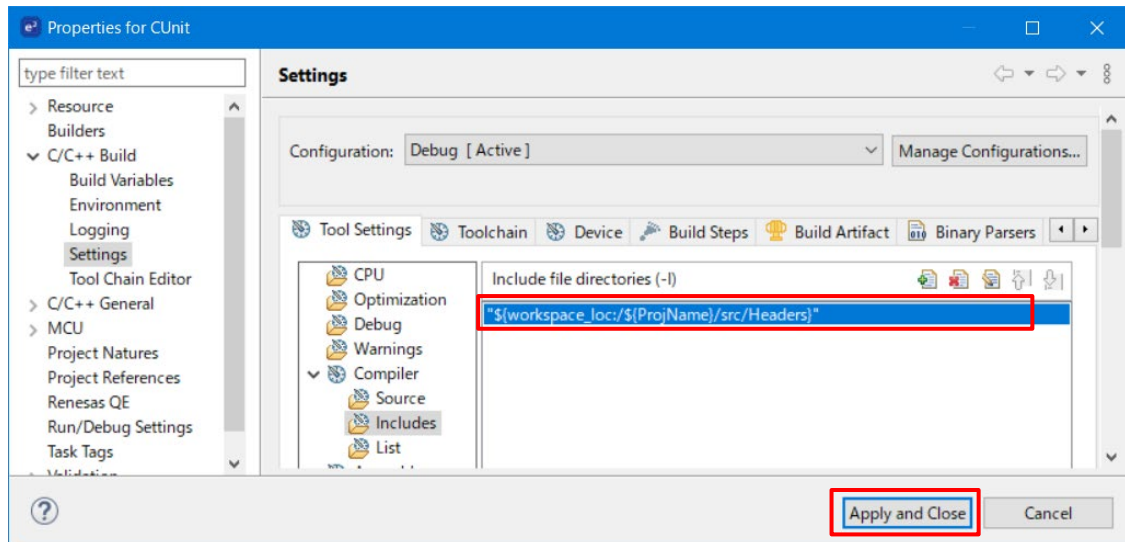 e²
Properties for CUnit
type filter text
Resource
Builders
C/C++ Build
Build Variables
Environment
Logging
Settings
Tool Chain Editor
C/C++ General
MCU
Project Natures
Project References
Renesas QE
Run/Debug Settings
Task Tags
Validation
Settings
Configuration: Debug [ Active ]
Manage Configurations...
Tool Settings Toolchain Device Build Steps Build Artifact Binary Parsers
CPU
Optimization
Debug
Warnings
Compiler
Source
Includes
List
Include file directories (-I)
"${workspace_loc:/${ProjName}/src/Headers}"
?
Apply and Close
Cancel